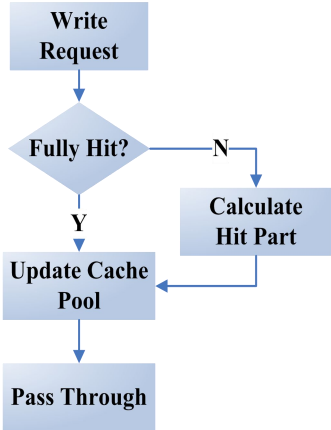 Write
Request
Fully Hit?
N
Y
Calculate
Hit Part
Update Cache
Pool
Pass Through